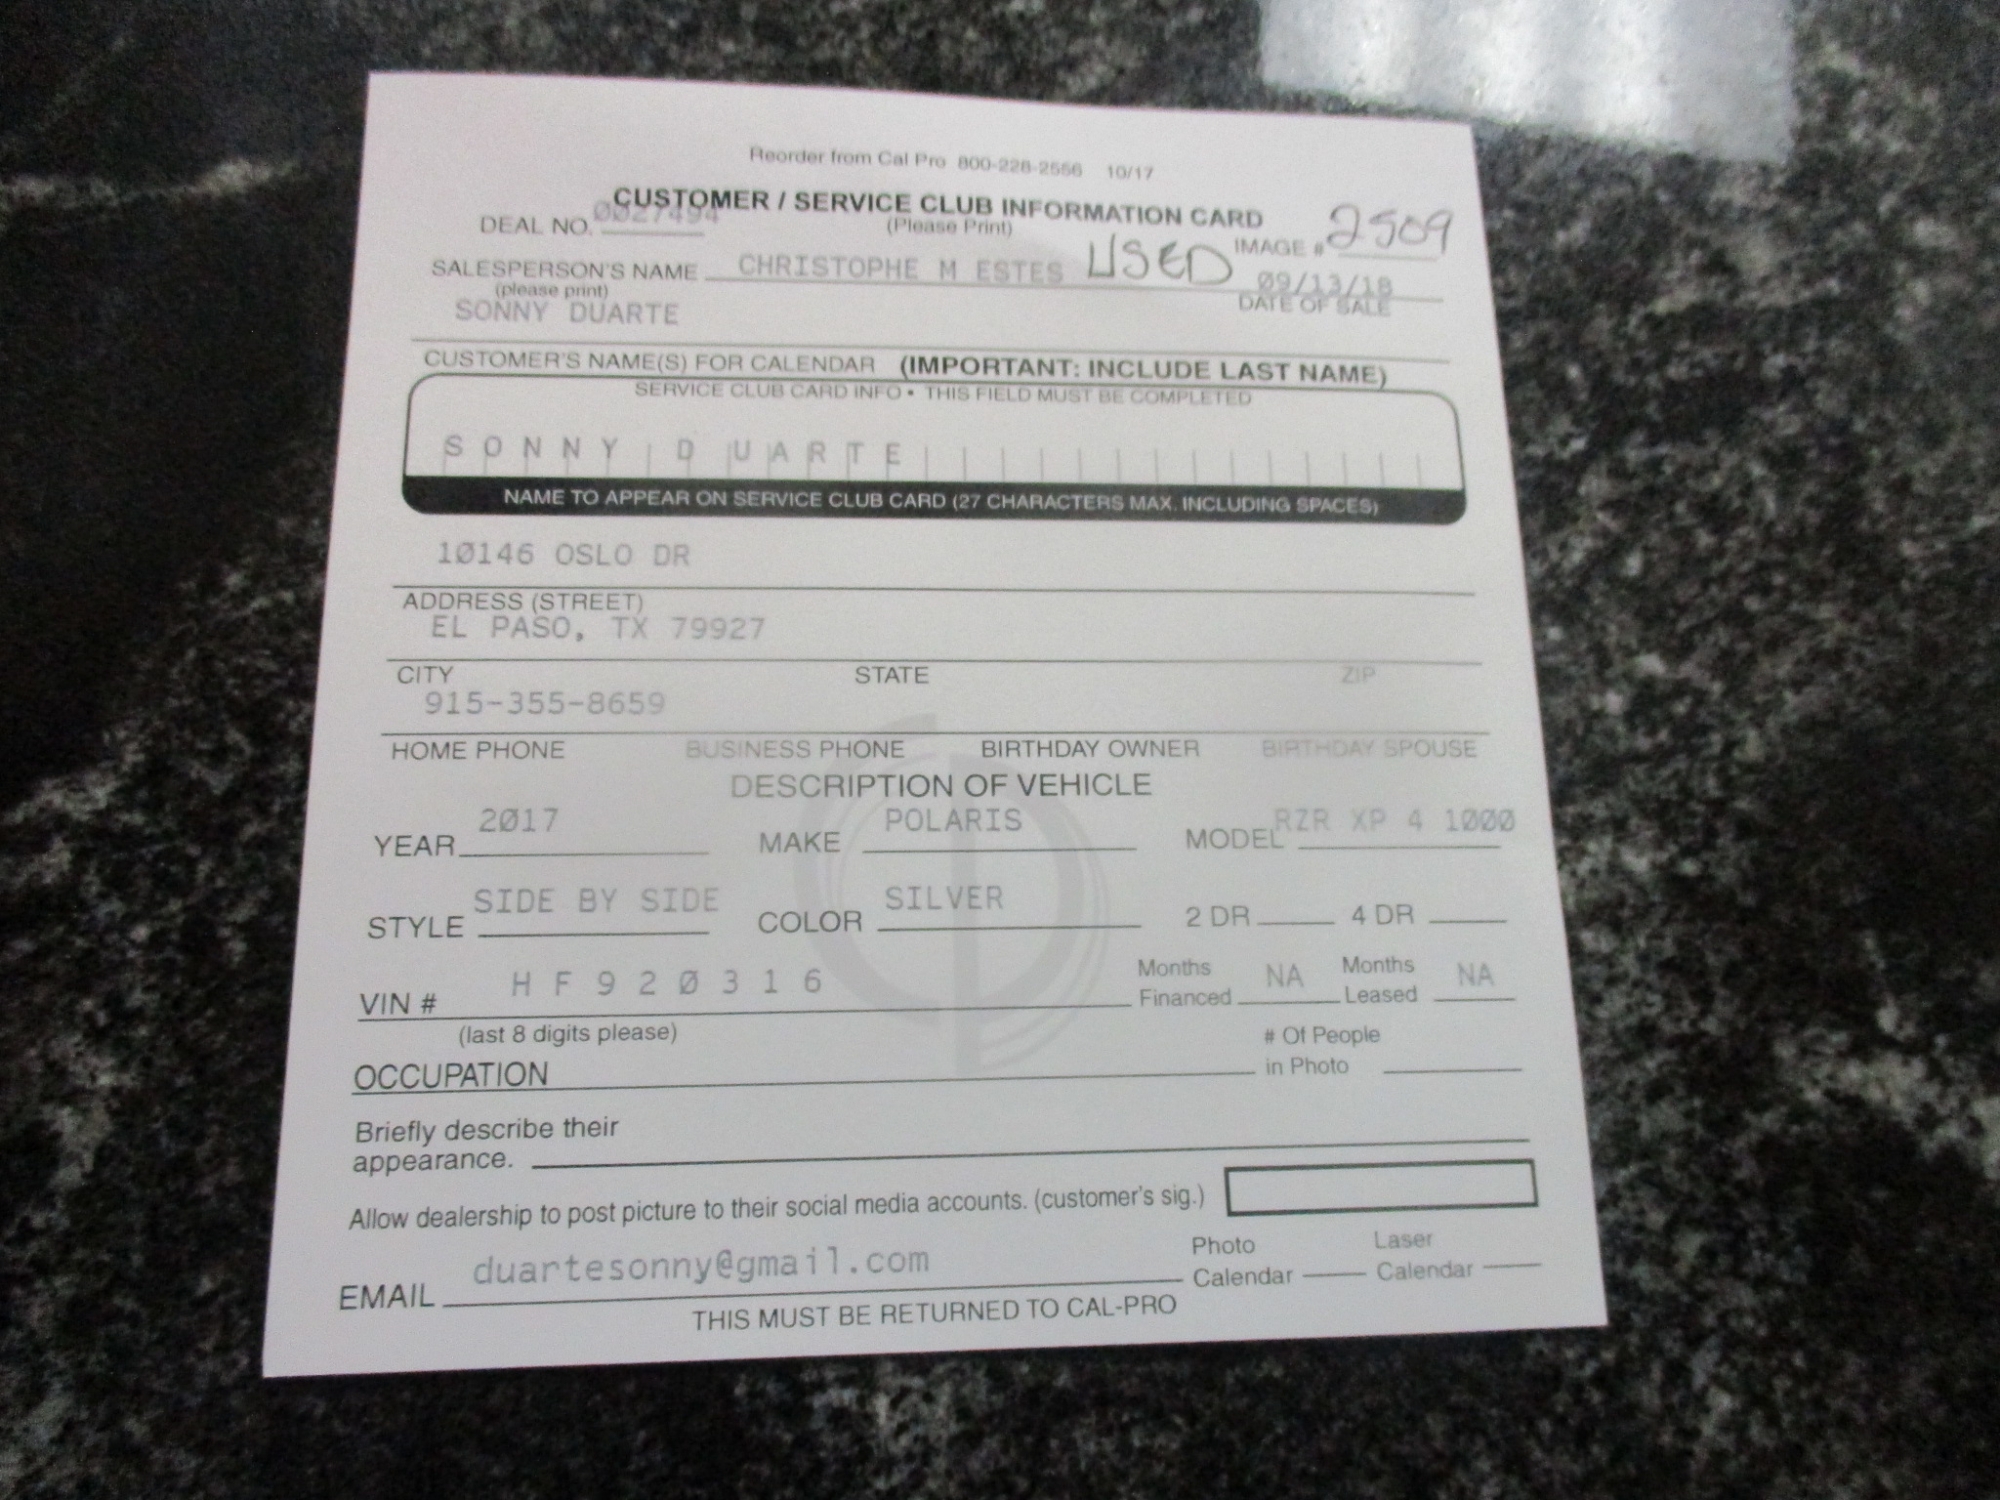 Reorder from Cal Pro 800-228-2556 10/17
CUSTOMER / SERVICE CLUB INFORMATION CARD
DEAL NO. 0027494 (Please Print) IMAGE # 2509
SALESPERSON'S NAME CHRISTOPHE M ESTES USED 09/13/18
(please print) DATE OF SALE
SONNY DUARTE
CUSTOMER'S NAME(S) FOR CALENDAR (IMPORTANT: INCLUDE LAST NAME)
SERVICE CLUB CARD INFO • THIS FIELD MUST BE COMPLETED
SONNY DUARTE
NAME TO APPEAR ON SERVICE CLUB CARD (27 CHARACTERS MAX. INCLUDING SPACES)
10146 OSLO DR
ADDRESS (STREET)
EL PASO, TX 79927
CITY STATE ZIP
915-355-8659
HOME PHONE BUSINESS PHONE BIRTHDAY OWNER BIRTHDAY SPOUSE
DESCRIPTION OF VEHICLE
YEAR 2017 MAKE POLARIS MODEL RZR XP 4 1000
STYLE SIDE BY SIDE COLOR SILVER 2 DR 4 DR
VIN # HF920316 Months Financed NA Months Leased NA
(last 8 digits please) # Of People
OCCUPATION in Photo
Briefly describe their
appearance.
Allow dealership to post picture to their social media accounts. (customer's sig.)
EMAIL duartesonny@gmail.com Photo Calendar Laser Calendar
THIS MUST BE RETURNED TO CAL-PRO